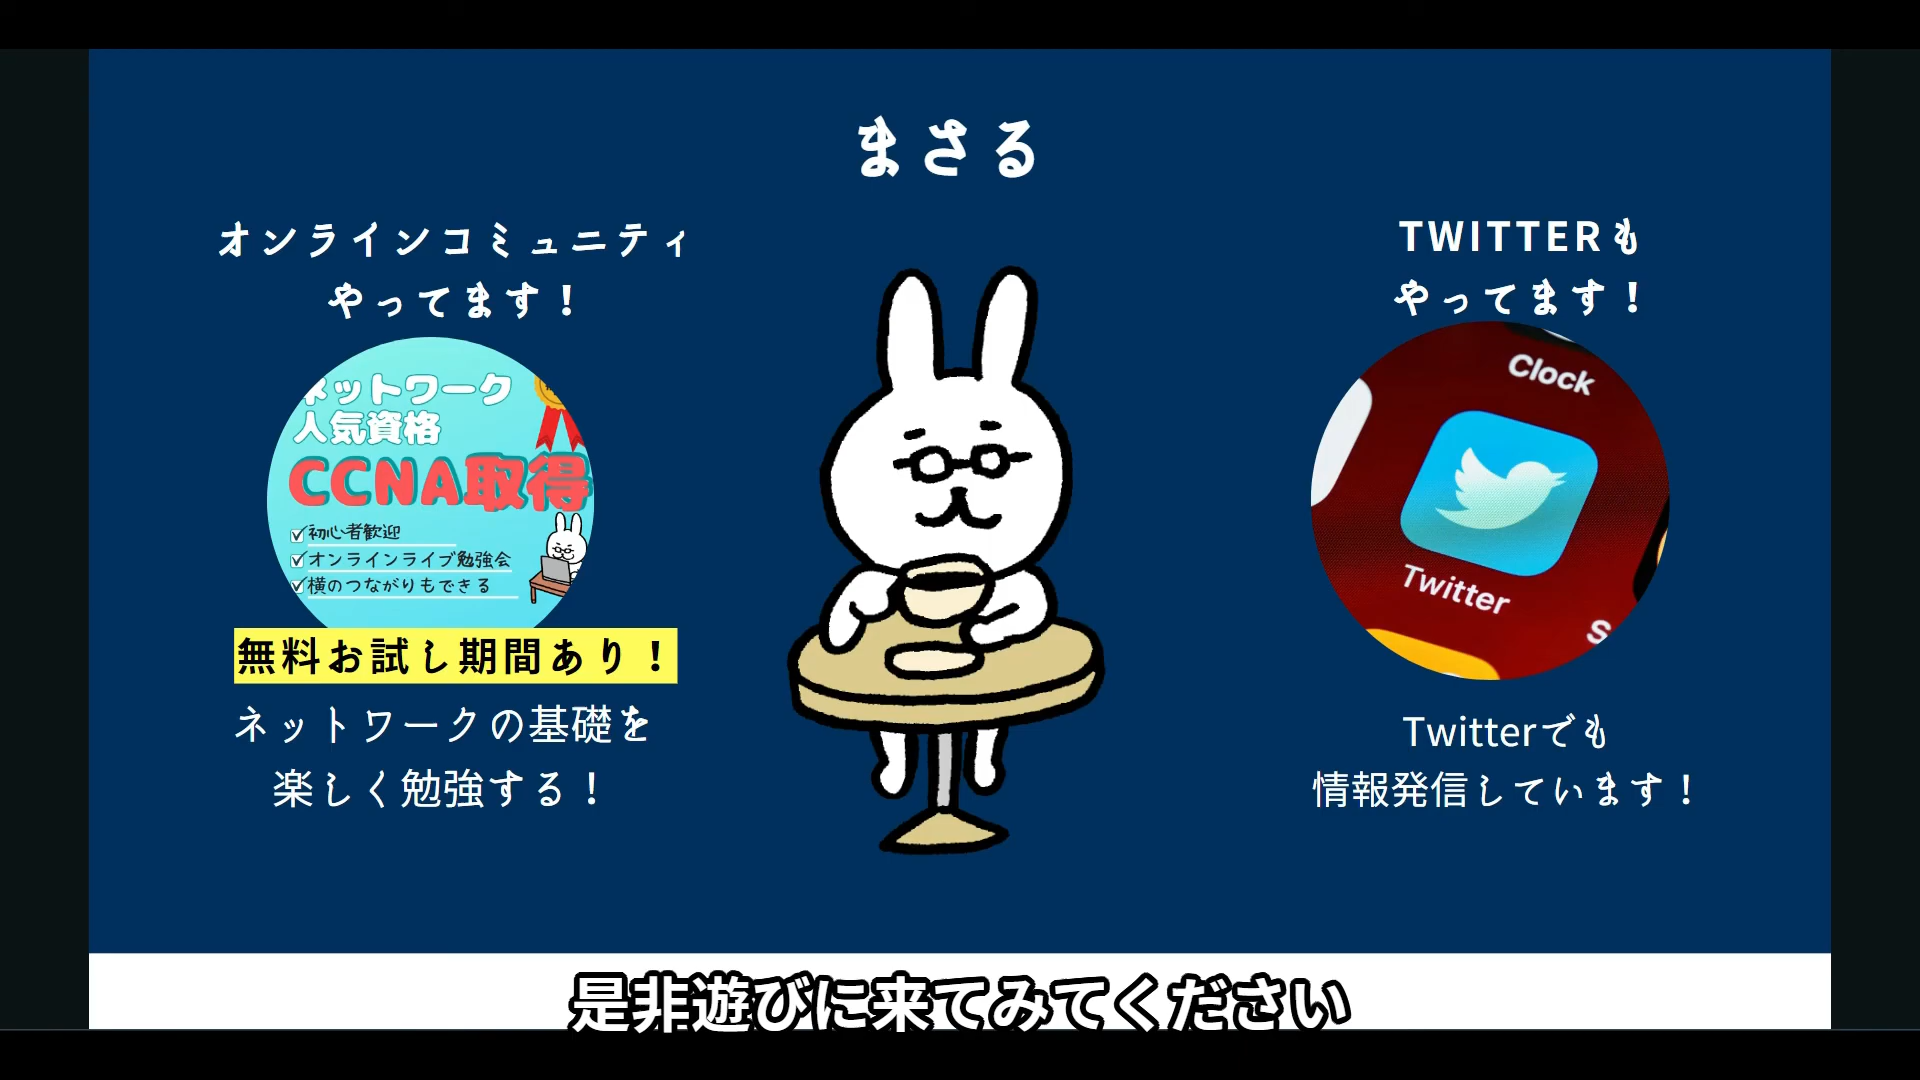 まさる
オンラインコミュニティ
やってます！
ネットワーク
人気資格
CCNA取得
初心者歓迎
オンラインライブ勉強会
横のつながりもできる
無料お試し期間あり！
ネットワークの基礎を
楽しく勉強する！
TWITTERも
やってます！
Clock
Twitter
S
Twitterでも
情報発信しています！
是非遊びに来てみてください